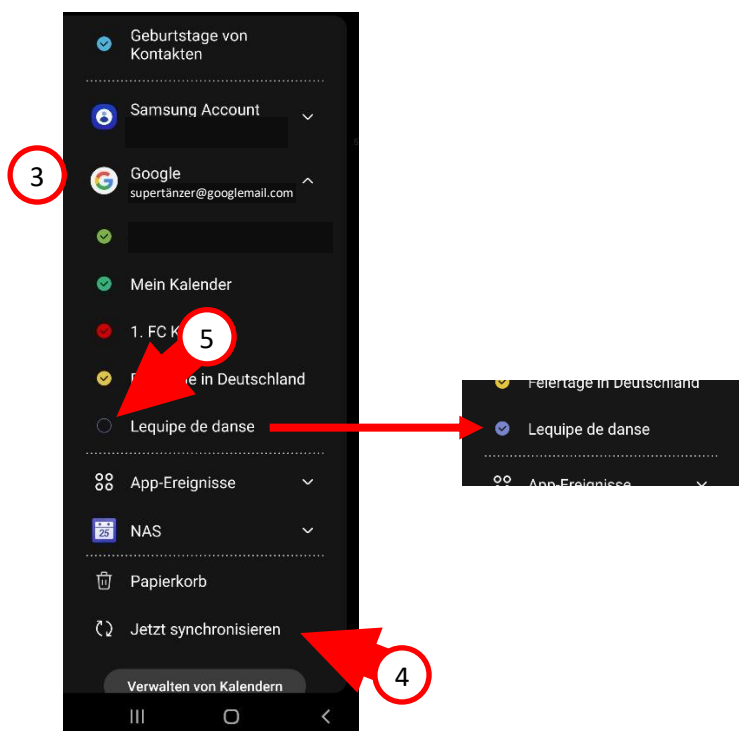 Geburtstage von
Kontakten
Samsung Account
3
Google
supertänzer@googlemail.com
Mein Kalender
1. FC K
5
in Deutschland
Lequipe de danse
App-Ereignisse
25
NAS
Papierkorb
Jetzt synchronisieren
4
Verwalten von Kalendern
Feiertage in Deutschland
Lequipe de danse
App-Ereignisse